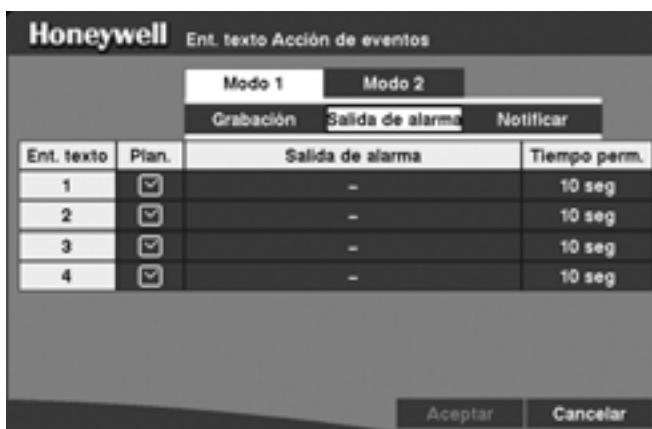 Honeywell Ent. texto Acción de eventos
Modo 1 Modo 2
Grabación Salida de alarma Notificar
Ent. texto Plan. Salida de alarma Tiempo perm.
1 – 10 seg
2 – 10 seg
3 – 10 seg
4 – 10 seg
Aceptar Cancelar